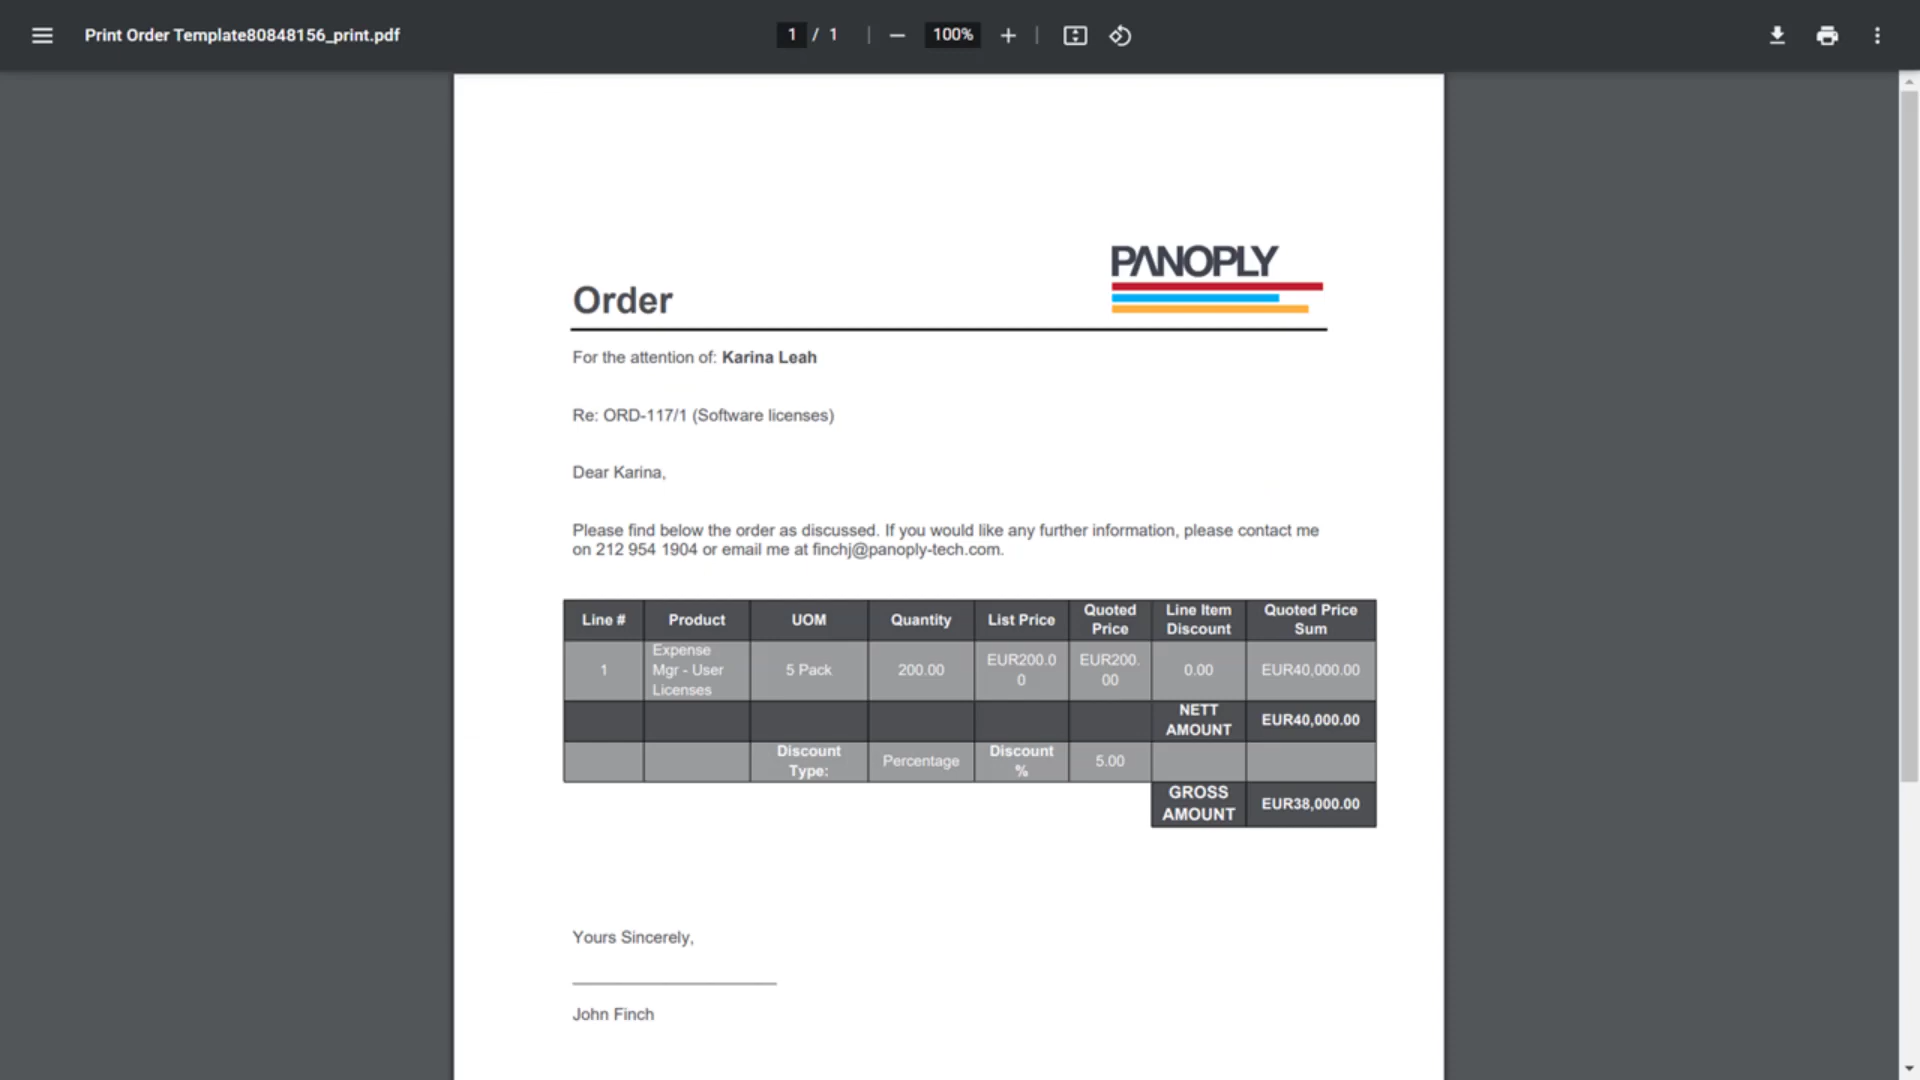 Print Order Template80848156_print.pdf
1 / 1
100%
PANOPLY
Order
For the attention of: Karina Leah
Re: ORD-117/1 (Software licenses)
Dear Karina,
Please find below the order as discussed. If you would like any further information, please contact me
on 212 954 1904 or email me at finchj@panoply-tech.com.
Line # Product UOM Quantity List Price Quoted Price Line Item Discount Quoted Price Sum
1 Expense Mgr - User Licenses 5 Pack 200.00 EUR200.00 EUR200.00 0.00 EUR40,000.00
NETT AMOUNT EUR40,000.00
Discount Type: Percentage Discount % 5.00
GROSS AMOUNT EUR38,000.00
Yours Sincerely,
John Finch